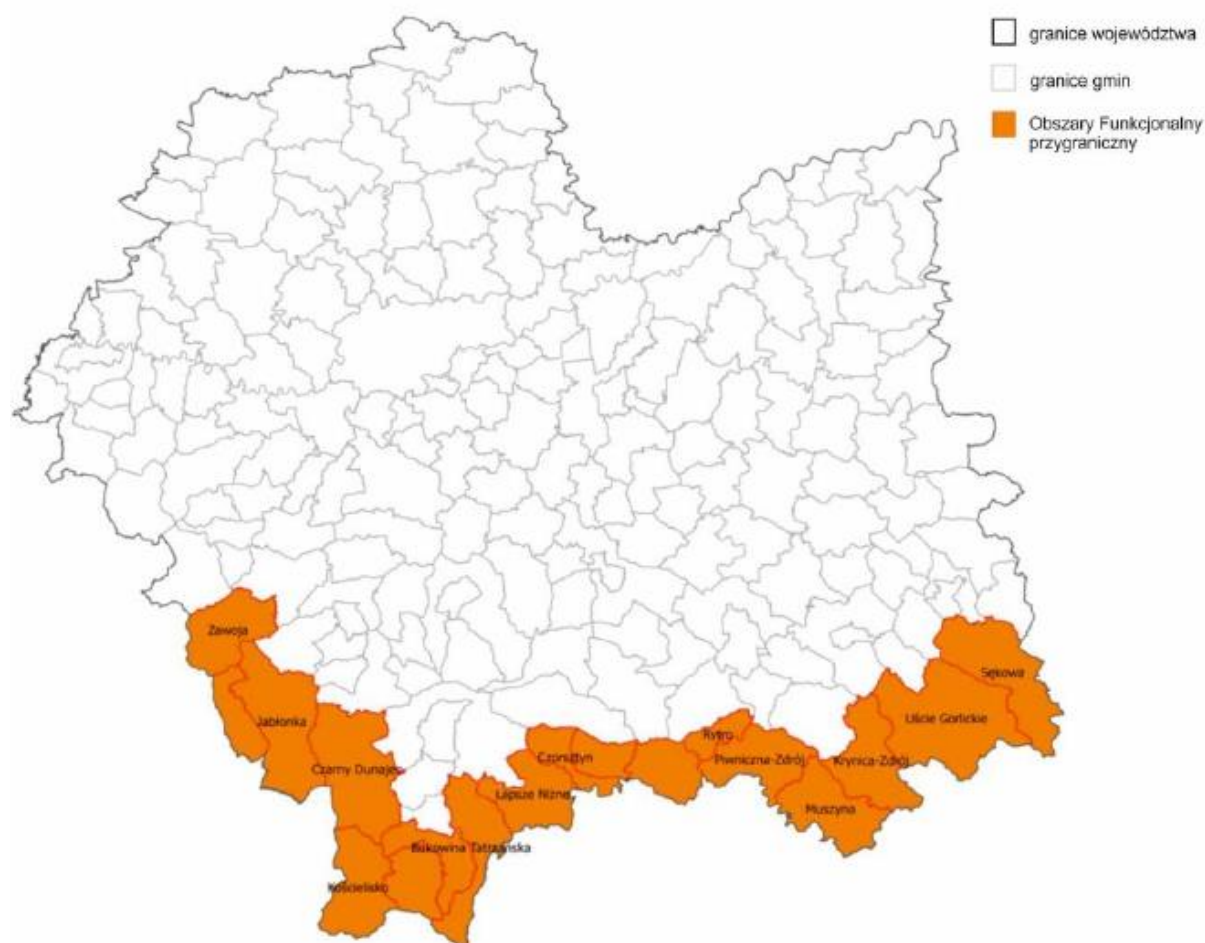 granice województwa
granice gmin
Obszary Funkcjonalny
przygraniczny
Zawoja
Sękowa
Jabłonka
Uście Gorlickie
Rytro
Czorsztyn
Piwniczna-Zdrój
Krynica-Zdrój
Czarny Dunajec
Łapsze Niżne
Muszyna
Bukowina Tatrzańska
Kościelisko